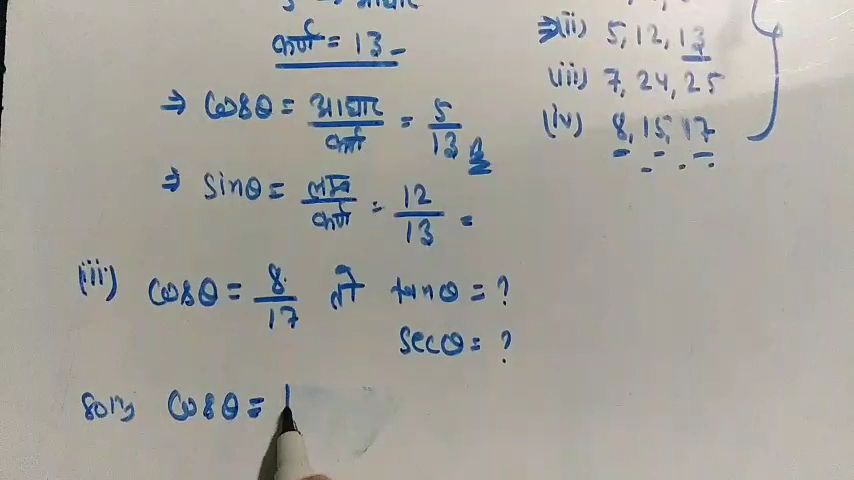 कर्ण = 13
⇒ cosθ = आधार/कर्ण = 5/13
⇒ sinθ = लम्ब/कर्ण = 12/13 =
(iii) cosθ = 8/17 तो tanθ = ?
secθ = ?
soln cosθ =
⇒(ii) 5, 12, 13
(iii) 7, 24, 25
(iv) 8, 15, 17